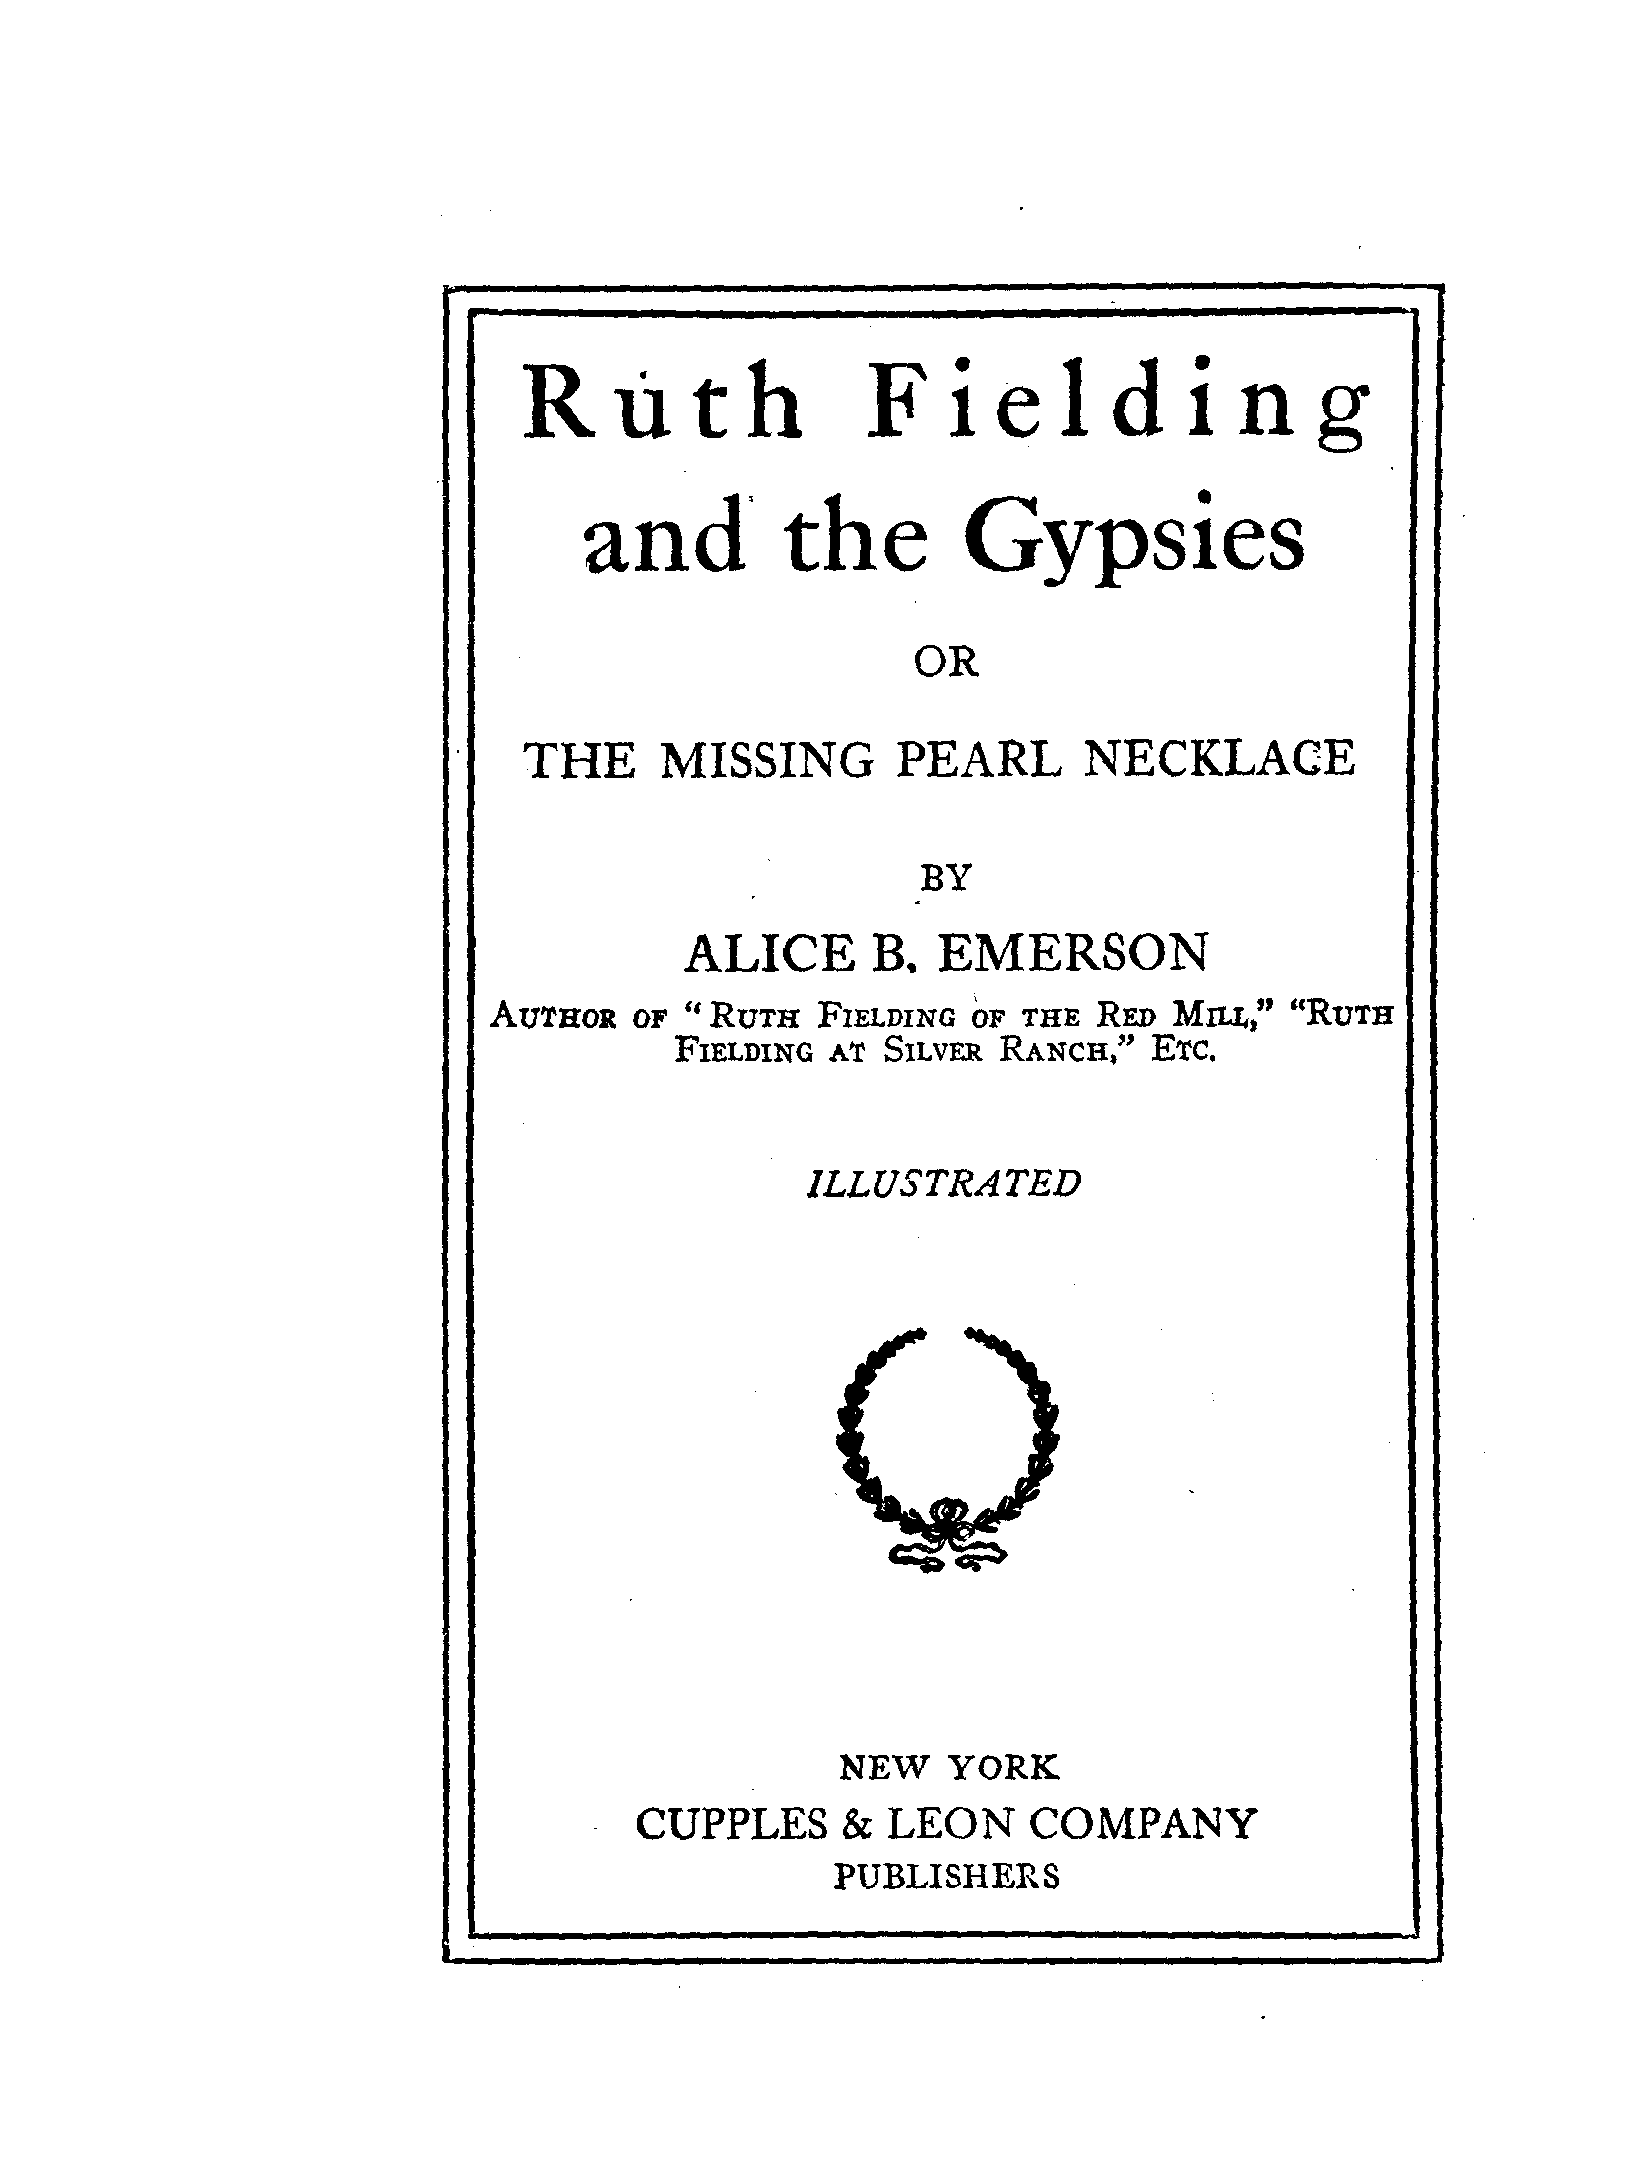 Ruth Fielding
and the Gypsies
OR
THE MISSING PEARL NECKLACE
BY
ALICE B. EMERSON
AUTHOR OF "RUTH FIELDING OF THE RED MILL," "RUTH
FIELDING AT SILVER RANCH," ETC.
ILLUSTRATED
NEW YORK
CUPPLES & LEON COMPANY
PUBLISHERS